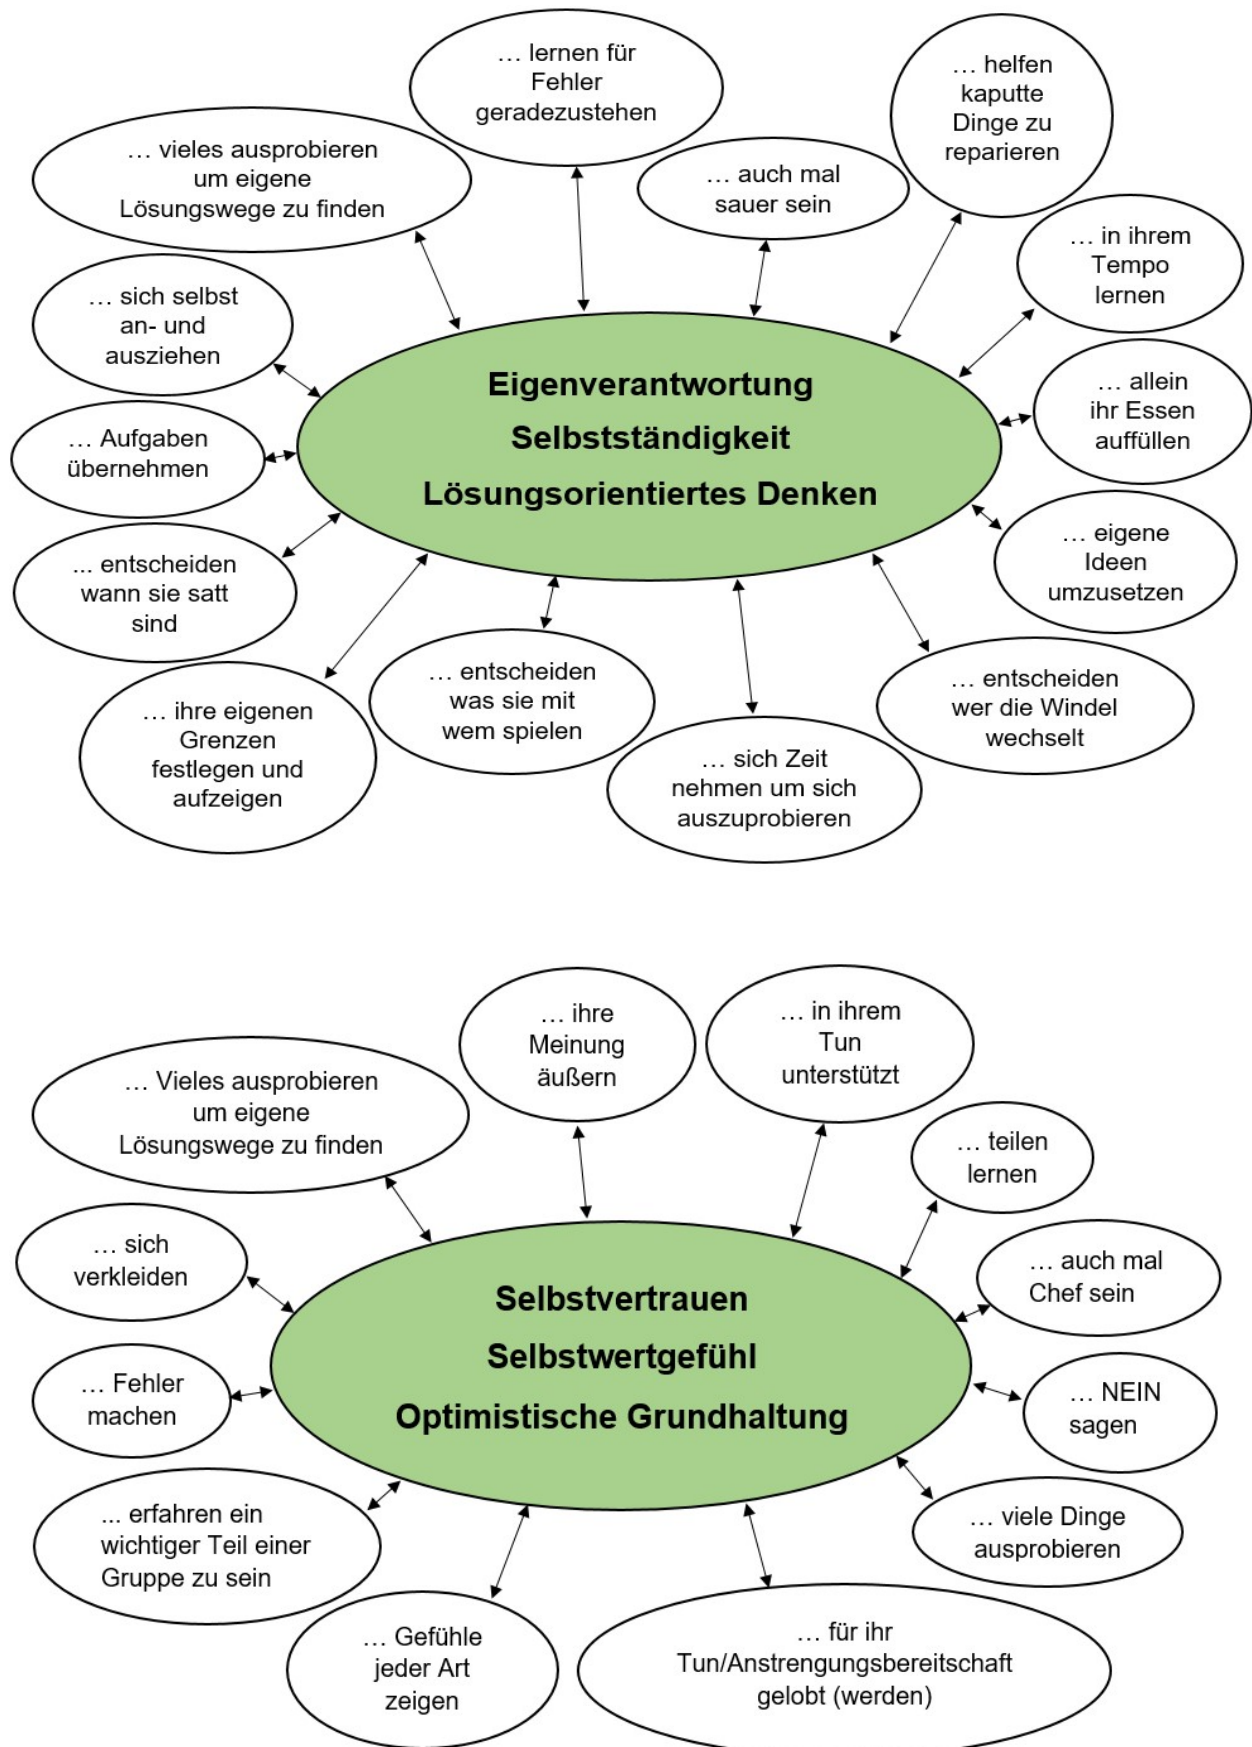 … lernen für
Fehler
geradezustehen
… helfen
kaputte
Dinge zu
reparieren
… vieles ausprobieren
um eigene
Lösungswege zu finden
… auch mal
sauer sein
… in ihrem
Tempo
lernen
… sich selbst
an- und
ausziehen
Eigenverantwortung
Selbstständigkeit
Lösungsorientiertes Denken
… allein
ihr Essen
auffüllen
… Aufgaben
übernehmen
… eigene
Ideen
umzusetzen
... entscheiden
wann sie satt
sind
… entscheiden
was sie mit
wem spielen
… entscheiden
wer die Windel
wechselt
… ihre eigenen
Grenzen
festlegen und
aufzeigen
… sich Zeit
nehmen um sich
auszuprobieren
… ihre
Meinung
äußern
… in ihrem
Tun
unterstützt
… Vieles ausprobieren
um eigene
Lösungswege zu finden
… teilen
lernen
… sich
verkleiden
… auch mal
Chef sein
Selbstvertrauen
Selbstwertgefühl
Optimistische Grundhaltung
… Fehler
machen
… NEIN
sagen
... erfahren ein
wichtiger Teil einer
Gruppe zu sein
… viele Dinge
ausprobieren
… Gefühle
jeder Art
zeigen
… für ihr
Tun/Anstrengungsbereitschaft
gelobt (werden)